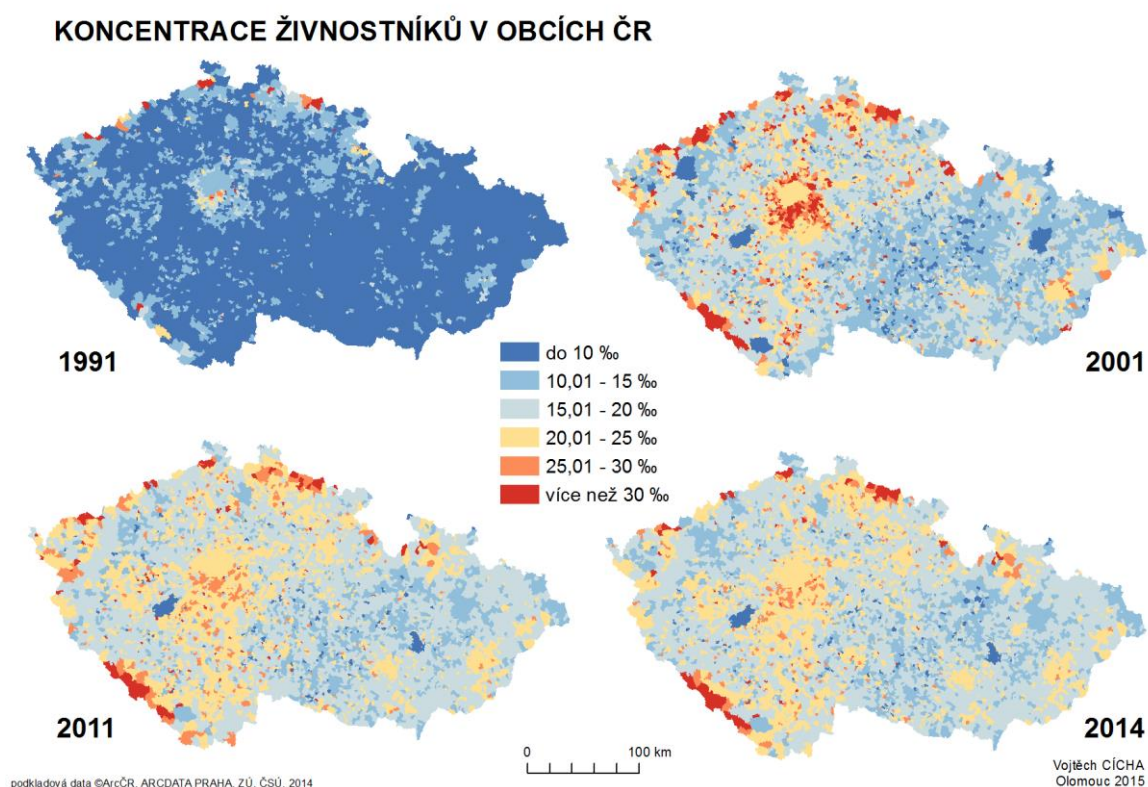 KONCENTRACE ŽIVNOSTNÍKŮ V OBCÍCH ČR
1991
2001
do 10 ‰
10,01 - 15 ‰
15,01 - 20 ‰
20,01 - 25 ‰
25,01 - 30 ‰
více než 30 ‰
2011
2014
0 100 km
podkladová data ©ArcČR, ARCDATA PRAHA, ZÚ, ČSÚ, 2014
Vojtěch CÍCHA
Olomouc 2015